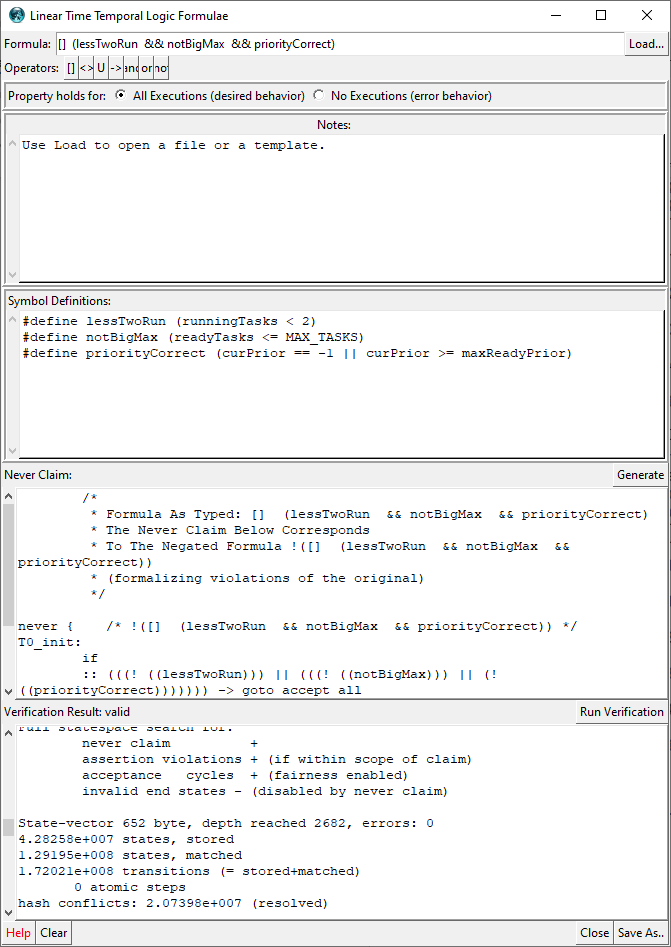 Linear Time Temporal Logic Formulae
Formula: [] (lessTwoRun && notBigMax && priorityCorrect) Load...
Operators: [] <> U -> and or not
Property holds for: All Executions (desired behavior) No Executions (error behavior)
Notes:
Use Load to open a file or a template.
Symbol Definitions:
#define lessTwoRun (runningTasks < 2)
#define notBigMax (readyTasks <= MAX_TASKS)
#define priorityCorrect (curPrior == -1 || curPrior >= maxReadyPrior)
Never Claim: Generate
/*
* Formula As Typed: [] (lessTwoRun && notBigMax && priorityCorrect)
* The Never Claim Below Corresponds
* To The Negated Formula !([] (lessTwoRun && notBigMax &&
priorityCorrect))
* (formalizing violations of the original)
*/
never { /* !([] (lessTwoRun && notBigMax && priorityCorrect)) */
T0_init:
if
:: (((! ((lessTwoRun))) || (((! ((notBigMax))) || (!
((priorityCorrect))))))) -> goto accept_all
Verification Result: valid Run Verification
Full statespace search for:
never claim +
assertion violations + (if within scope of claim)
acceptance cycles + (fairness enabled)
invalid end states - (disabled by never claim)
State-vector 652 byte, depth reached 2682, errors: 0
4.28258e+007 states, stored
1.29195e+008 states, matched
1.72021e+008 transitions (= stored+matched)
0 atomic steps
hash conflicts: 2.07398e+007 (resolved)
Help Clear Close Save As..